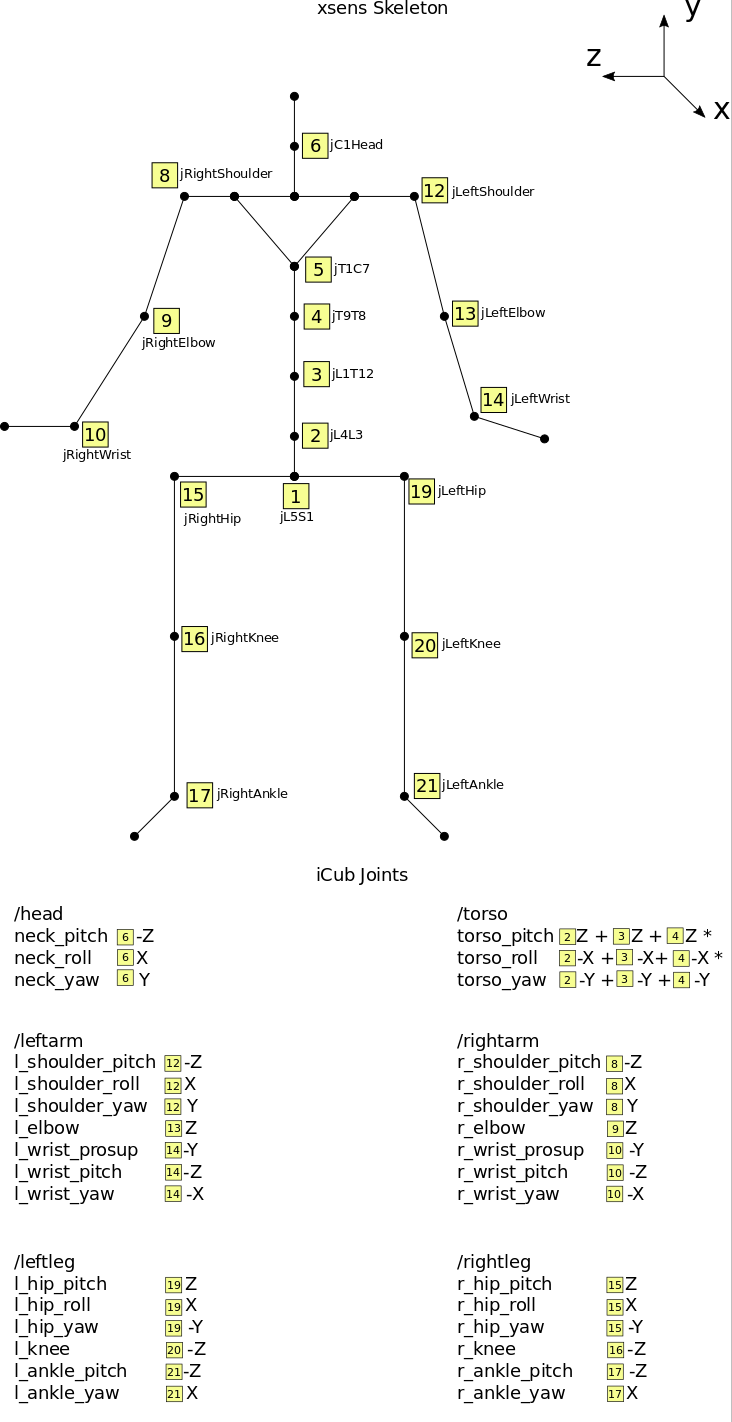 xsens Skeleton
y
z
x
6 jC1Head
8 jRightShoulder
12 jLeftShoulder
5 jT1C7
4 jT9T8
13 jLeftElbow
9
jRightElbow
3 jL1T12
14 jLeftWrist
10
jRightWrist
2 jL4L3
15
jRightHip
1
jL5S1
19 jLeftHip
16 jRightKnee
20 jLeftKnee
17 jRightAnkle
21 jLeftAnkle
iCub Joints
/head
neck_pitch 6 -Z
neck_roll 6 X
neck_yaw 6 Y
/torso
torso_pitch 2 Z + 3 Z + 4 Z *
torso_roll 2 -X + 3 -X+ 4 -X *
torso_yaw 2 -Y + 3 -Y + 4 -Y
/leftarm
l_shoulder_pitch 12 -Z
l_shoulder_roll 12 X
l_shoulder_yaw 12 Y
l_elbow 13 Z
l_wrist_prosup 14 -Y
l_wrist_pitch 14 -Z
l_wrist_yaw 14 -X
/rightarm
r_shoulder_pitch 8 -Z
r_shoulder_roll 8 X
r_shoulder_yaw 8 Y
r_elbow 9 Z
r_wrist_prosup 10 -Y
r_wrist_pitch 10 -Z
r_wrist_yaw 10 -X
/leftleg
l_hip_pitch 19 Z
l_hip_roll 19 X
l_hip_yaw 19 -Y
l_knee 20 -Z
l_ankle_pitch 21 -Z
l_ankle_yaw 21 X
/rightleg
r_hip_pitch 15 Z
r_hip_roll 15 X
r_hip_yaw 15 -Y
r_knee 16 -Z
r_ankle_pitch 17 -Z
r_ankle_yaw 17 X